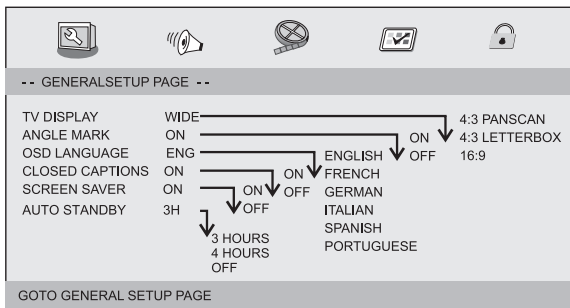 -- GENERALSETUP PAGE --
TV DISPLAY WIDE 4:3 PANSCAN
ANGLE MARK ON ON 4:3 LETTERBOX
OSD LANGUAGE ENG ENGLISH OFF 16:9
CLOSED CAPTIONS ON ON FRENCH
SCREEN SAVER ON ON OFF GERMAN
AUTO STANDBY 3H OFF ITALIAN
SPANISH
3 HOURS PORTUGUESE
4 HOURS
OFF
GOTO GENERAL SETUP PAGE